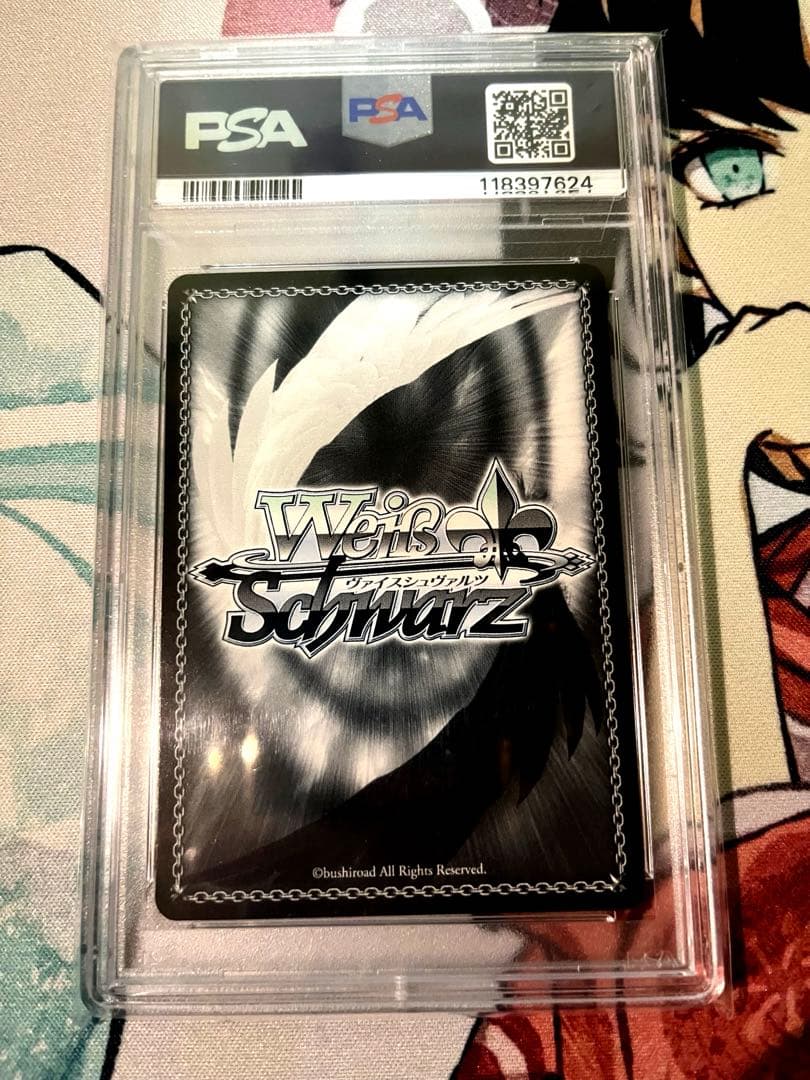 PSA
PSA
118397624
Weiß
ヴァイスシュヴァルツ
Schwarz
©bushiroad All Rights Reserved.